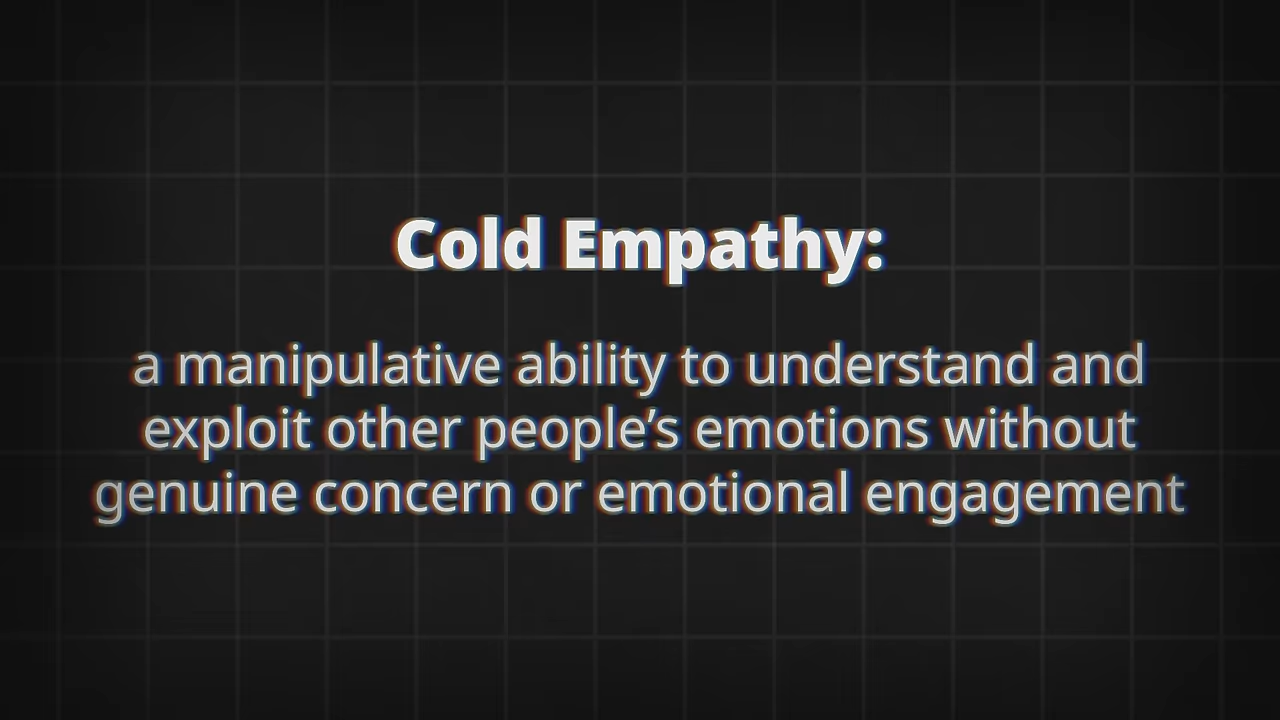 Cold Empathy:
a manipulative ability to understand and
exploit other people’s emotions without
genuine concern or emotional engagement